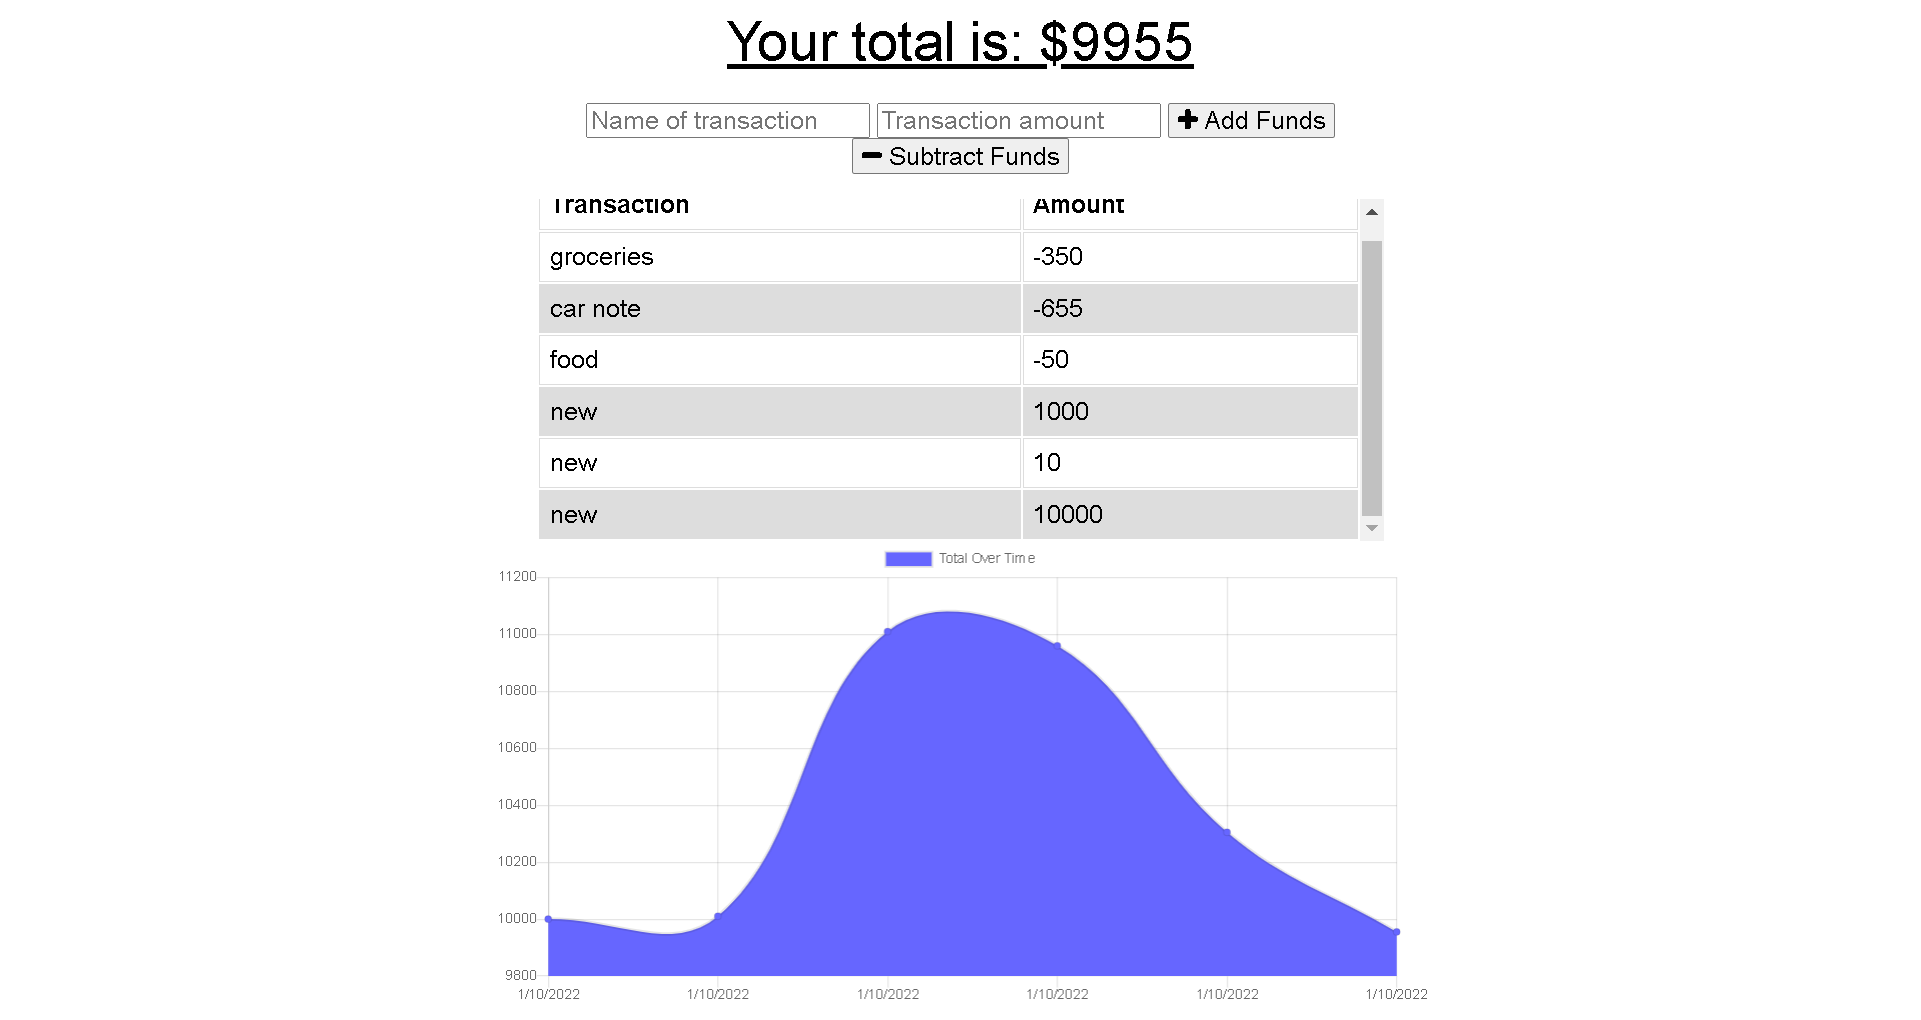 Your total is: $9955
Name of transaction Transaction amount Add Funds
Subtract Funds
Transaction Amount
groceries -350
car note -655
food -50
new 1000
new 10
new 10000
Total Over Time
11200
11000
10800
10600
10400
10200
10000
9800
1/10/2022 1/10/2022 1/10/2022 1/10/2022 1/10/2022 1/10/2022